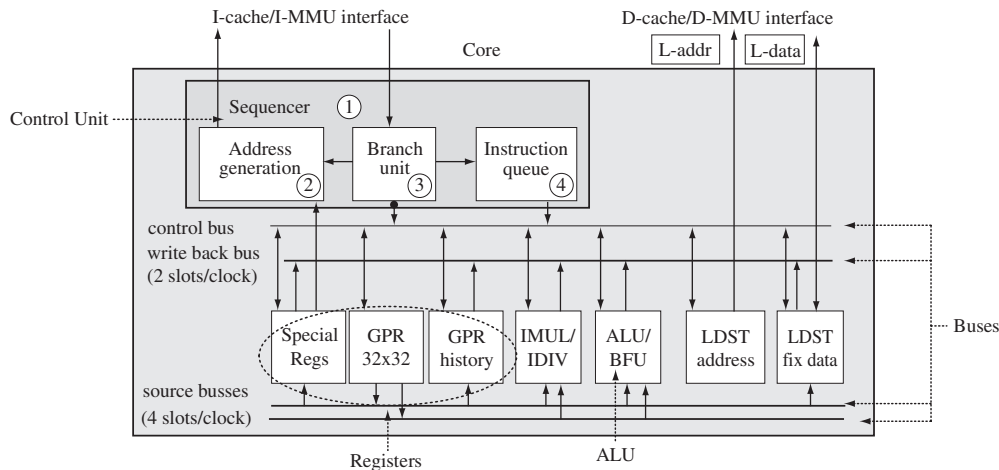 I-cache/I-MMU interface
D-cache/D-MMU interface
Core
L-addr
L-data
Control Unit
Sequencer
1
Address
generation
2
Branch
unit
3
Instruction
queue
4
control bus
write back bus
(2 slots/clock)
Special
Regs
GPR
32x32
GPR
history
IMUL/
IDIV
ALU/
BFU
LDST
address
LDST
fix data
Buses
source busses
(4 slots/clock)
Registers
ALU